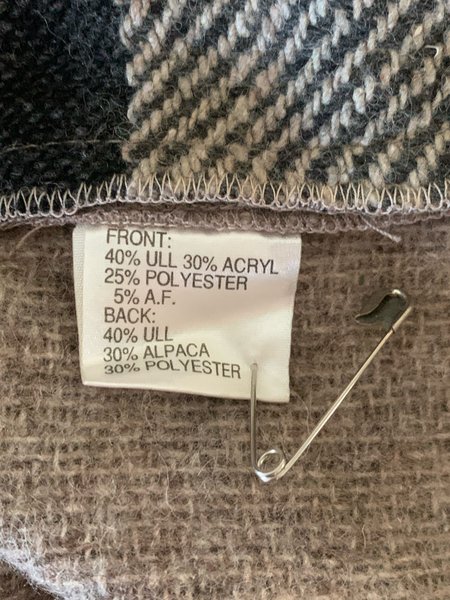 FRONT:
40% ULL 30% ACRYL
25% POLYESTER
5% A.F.
BACK:
40% ULL
30% ALPACA
30% POLYESTER